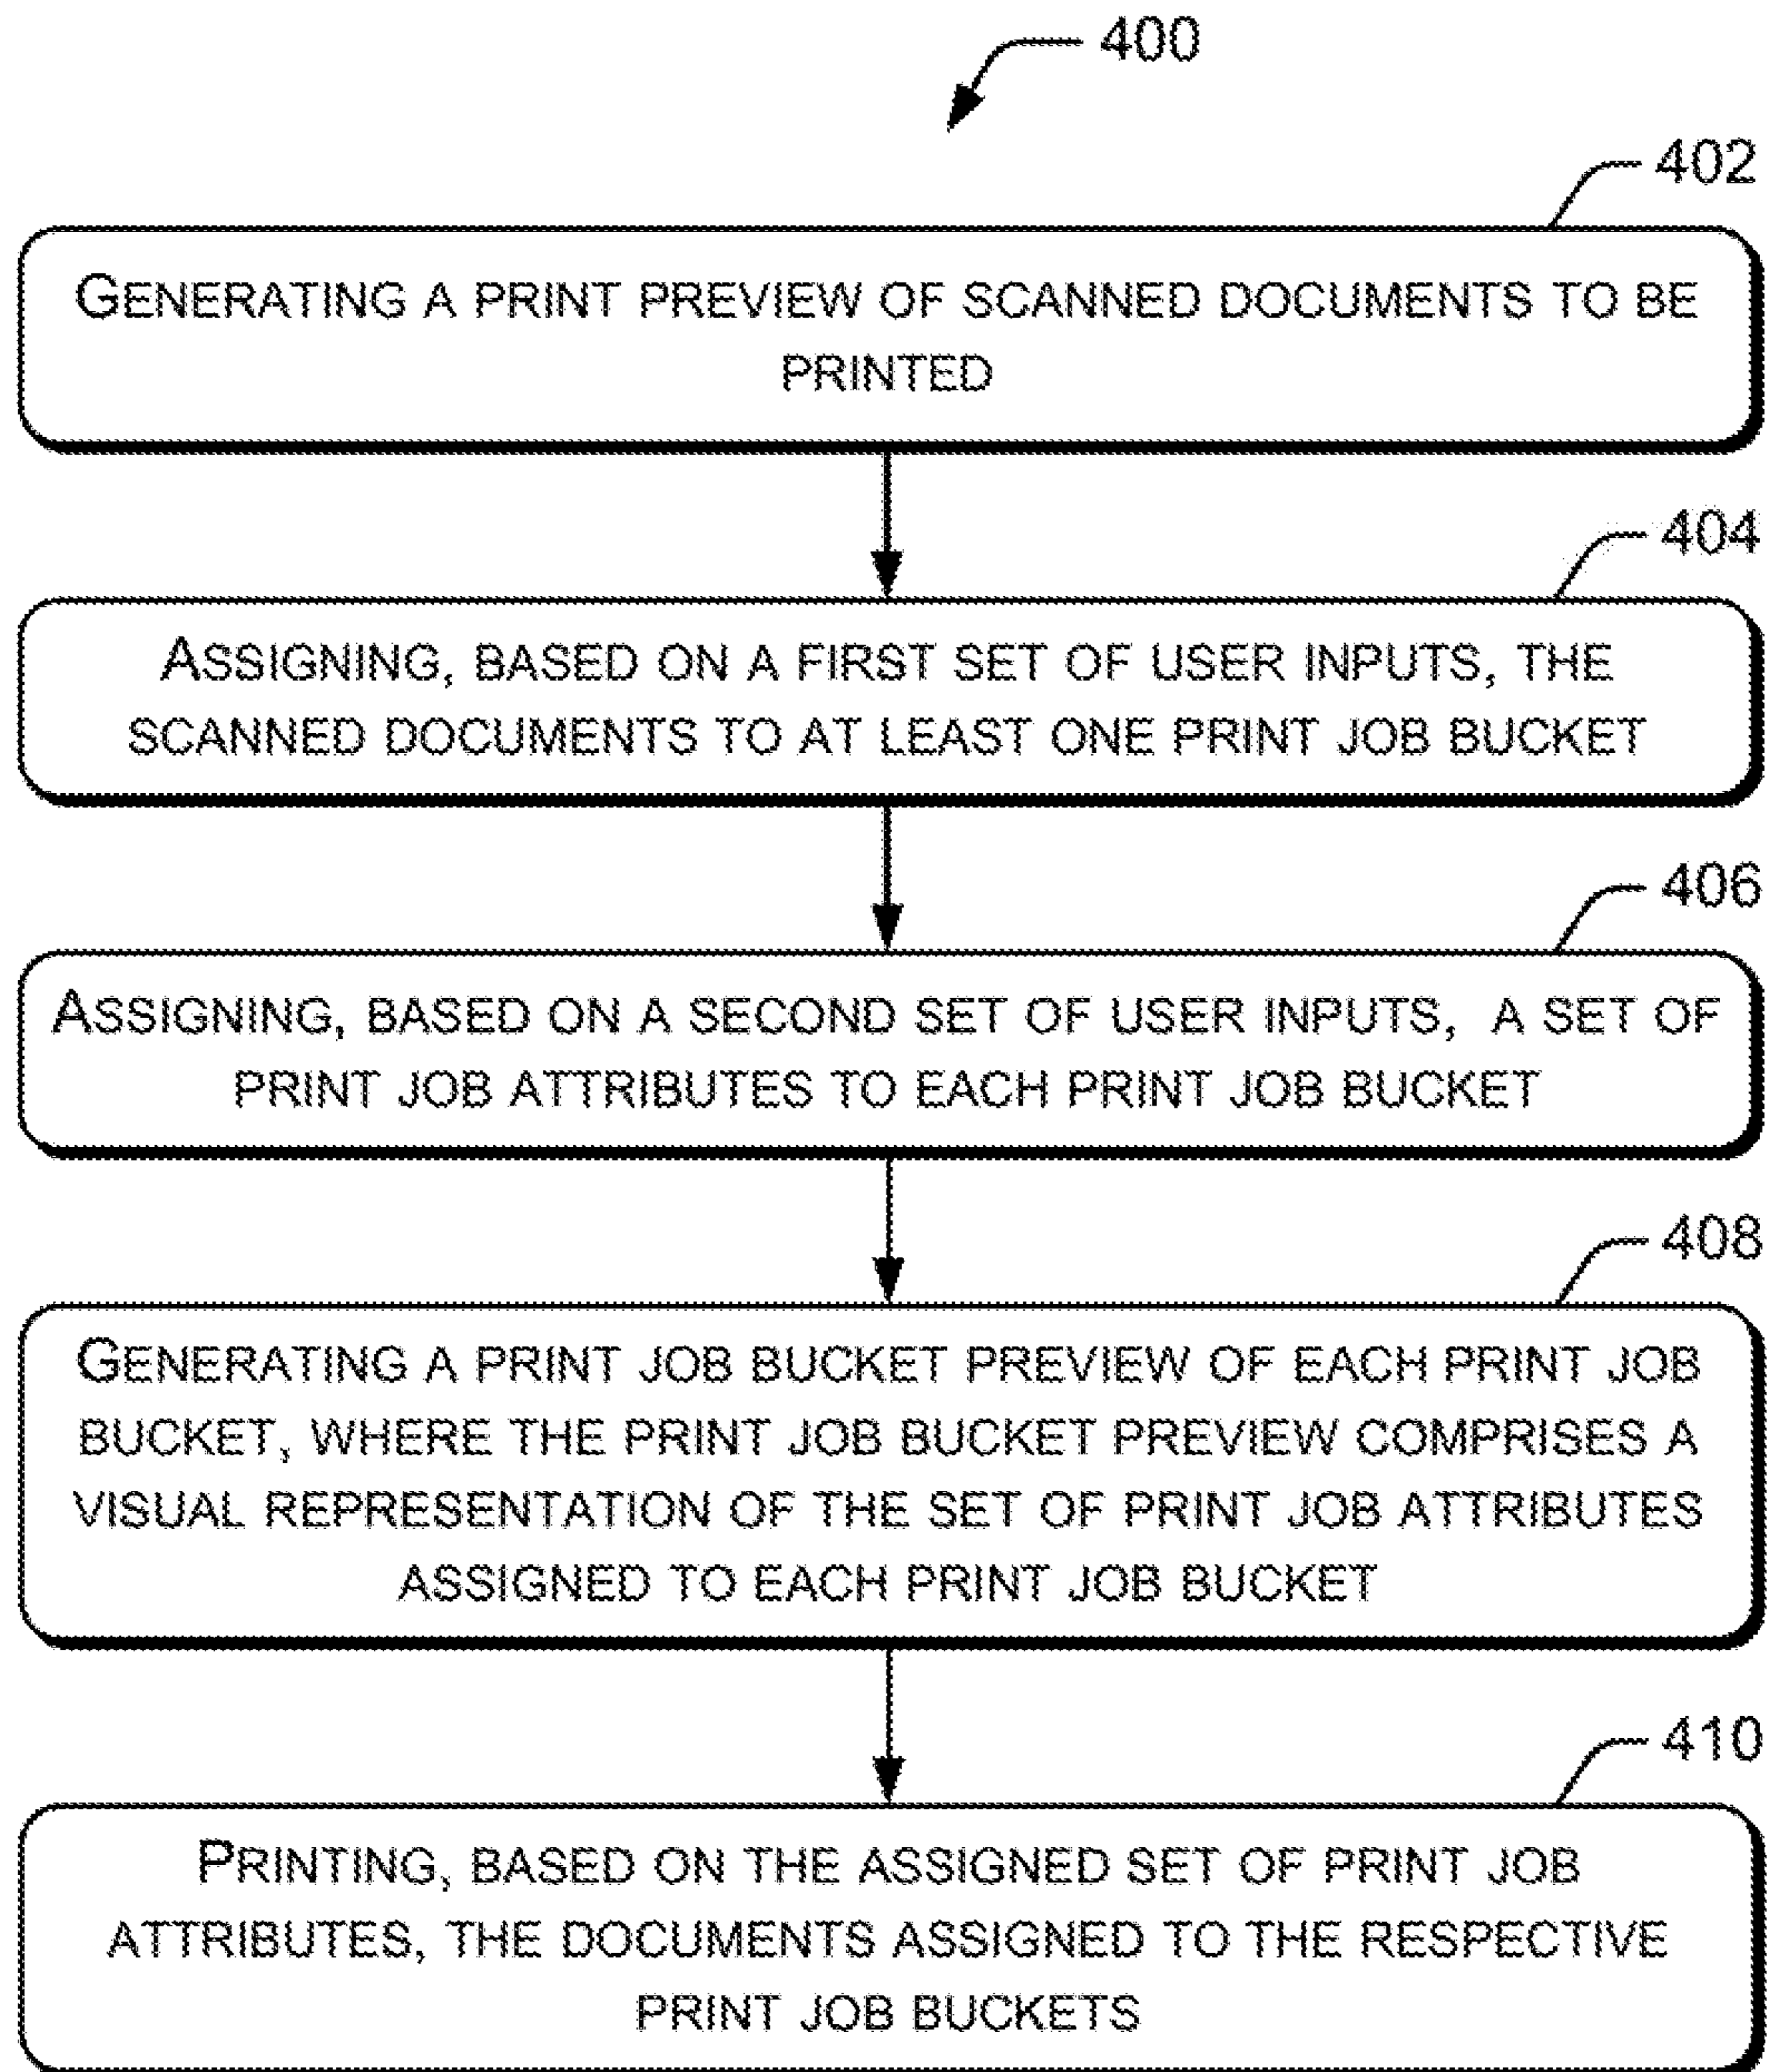 400
402
GENERATING A PRINT PREVIEW OF SCANNED DOCUMENTS TO BE
PRINTED
404
ASSIGNING, BASED ON A FIRST SET OF USER INPUTS, THE
SCANNED DOCUMENTS TO AT LEAST ONE PRINT JOB BUCKET
406
ASSIGNING, BASED ON A SECOND SET OF USER INPUTS, A SET OF
PRINT JOB ATTRIBUTES TO EACH PRINT JOB BUCKET
408
GENERATING A PRINT JOB BUCKET PREVIEW OF EACH PRINT JOB
BUCKET, WHERE THE PRINT JOB BUCKET PREVIEW COMPRISES A
VISUAL REPRESENTATION OF THE SET OF PRINT JOB ATTRIBUTES
ASSIGNED TO EACH PRINT JOB BUCKET
410
PRINTING, BASED ON THE ASSIGNED SET OF PRINT JOB
ATTRIBUTES, THE DOCUMENTS ASSIGNED TO THE RESPECTIVE
PRINT JOB BUCKETS